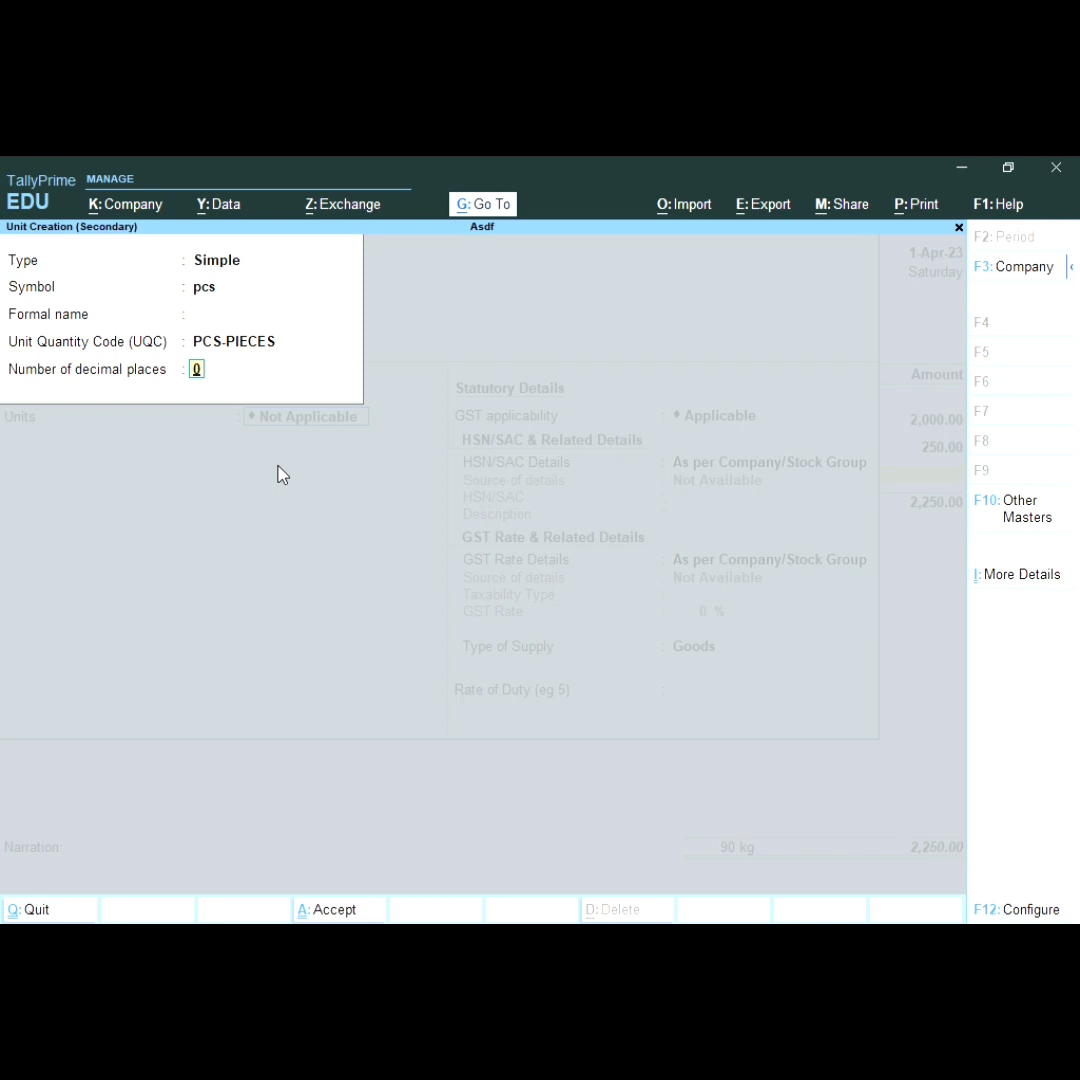 TallyPrime MANAGE
EDU K: Company Y: Data Z: Exchange G: Go To O: Import E: Export M: Share P: Print F1: Help
Unit Creation (Secondary) Asdf
Type : Simple
Symbol : pcs
Formal name :
Unit Quantity Code (UQC) : PCS-PIECES
Number of decimal places : 0
Units : ♦ Not Applicable
1-Apr-23
Saturday
Statutory Details
GST applicability : ♦ Applicable
HSN/SAC & Related Details
HSN/SAC Details : As per Company/Stock Group
Source of details : Not Available
HSN/SAC :
Description :
GST Rate & Related Details
GST Rate Details : As per Company/Stock Group
Source of details : Not Available
Taxability Type :
GST Rate : 0 %
Type of Supply : Goods
Rate of Duty (eg 5) :
Amount
2,000.00
250.00
2,250.00
Narration:
90 kg 2,250.00
F2: Period
F3: Company
F4
F5
F6
F7
F8
F9
F10: Other
Masters
I: More Details
Q: Quit A: Accept D: Delete F12: Configure